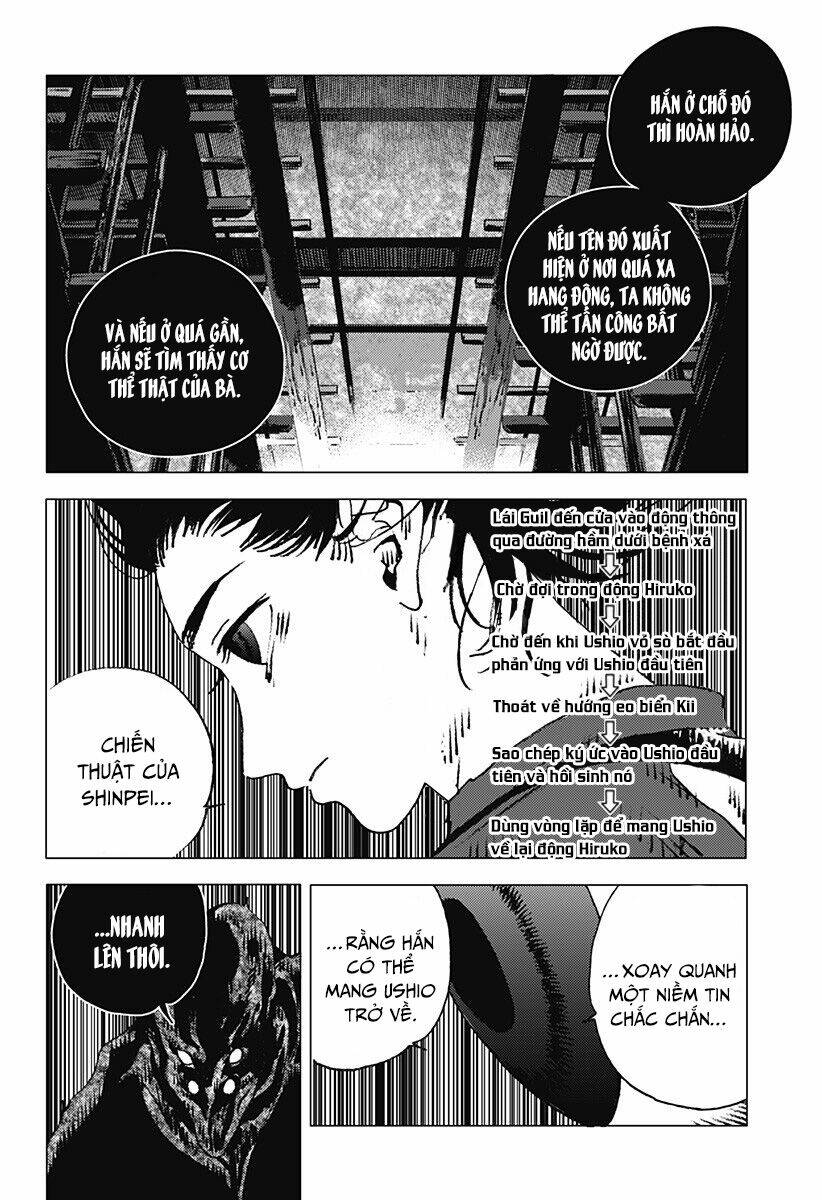 HẮN Ở CHỖ ĐÓ
THÌ HOÀN HẢO.
NẾU TÊN ĐÓ XUẤT
HIỆN Ở NƠI QUÁ XA
HANG ĐỘNG, TA KHÔNG
THỂ TẤN CÔNG BẤT
NGỜ ĐƯỢC.
VÀ NẾU Ở QUÁ GẦN,
HẮN SẼ TÌM THẤY CƠ
THỂ THẬT CỦA BÀ.
Lái Guil đến cửa vào động thông
qua đường hầm dưới bệnh xá
Chờ đợi trong động Hiruko
Chờ đến khi Ushio vỏ sò bắt đầu
phản ứng với Ushio đầu tiên
Thoát về hướng eo biển Kii
Sao chép ký ức vào Ushio đầu
tiên và hồi sinh nó
Dùng vòng lặp để mang Ushio
về lại động Hiruko
CHIẾN
THUẬT CỦA
SHINPEI...
...XOAY QUANH
MỘT NIỀM TIN
CHẮC CHẮN...
...RẰNG HẮN
CÓ THỂ
MANG USHIO
TRỞ VỀ.
...NHANH
LÊN THÔI.